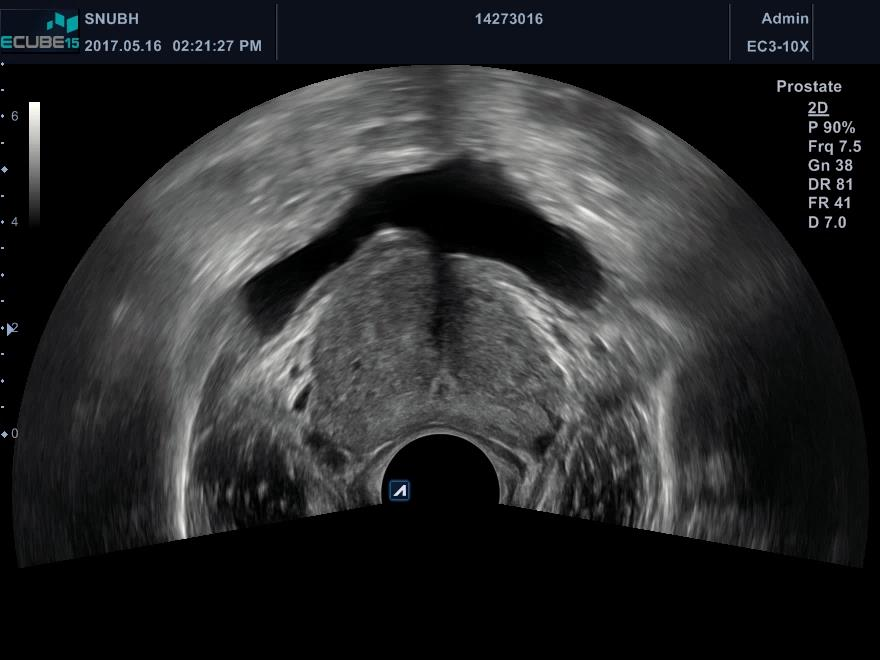 ECUBE15
SNUBH
2017.05.16 02:21:27 PM
14273016
Admin
EC3-10X
Prostate
2D
P 90%
Frq 7.5
Gn 38
DR 81
FR 41
D 7.0
6
4
2
0